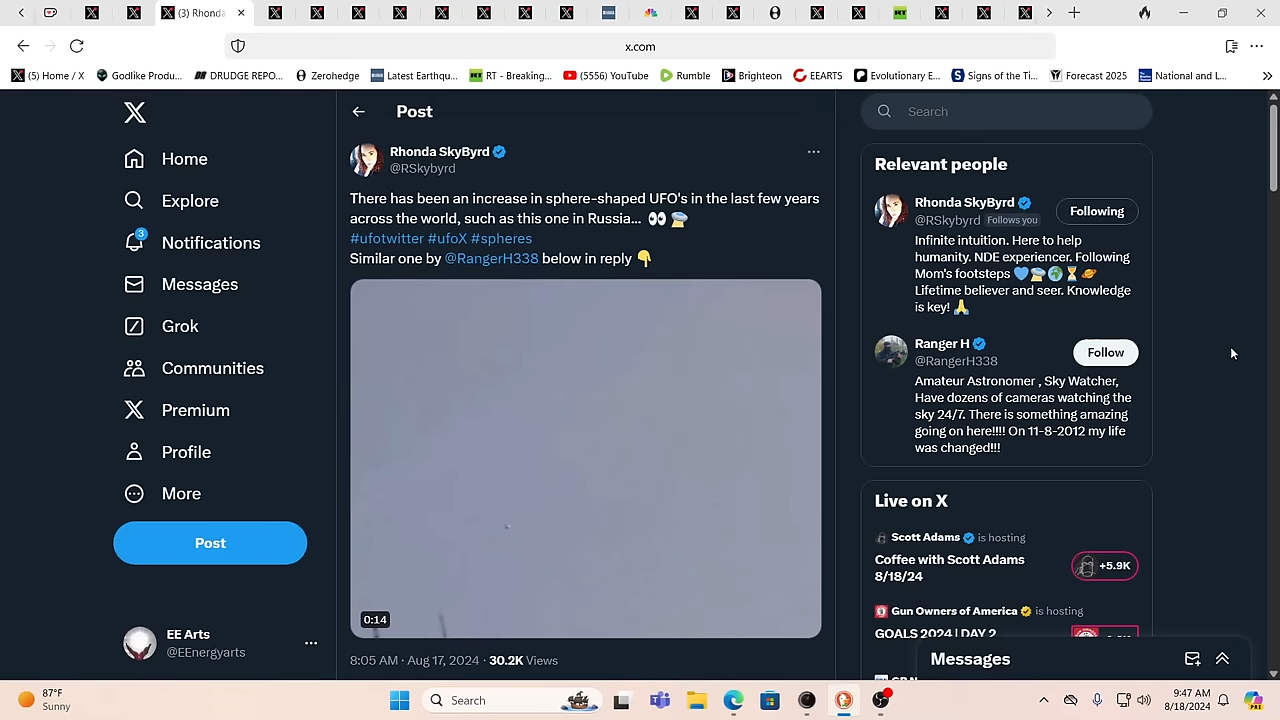 (3) Rhonda
x.com
(5) Home / X
Godlike Produ...
DRUDGE REPO...
Zerohedge
Latest Earthqu...
RT - Breaking...
(5556) YouTube
Rumble
Brighteon
EEARTS
Evolutionary E...
Signs of the Ti...
Forecast 2025
National and L...
Home
Explore
3
Notifications
Messages
Grok
Communities
Premium
Profile
More
Post
EE Arts
@EEnergyarts
Post
Rhonda SkyByrd
@RSkybyrd
There has been an increase in sphere-shaped UFO's in the last few years
across the world, such as this one in Russia... 👀 🛸
#ufotwitter #ufoX #spheres
Similar one by @RangerH338 below in reply 👇
0:14
8:05 AM · Aug 17, 2024 · 30.2K Views
Search
Relevant people
Rhonda SkyByrd
@RSkybyrd Follows you
Following
Infinite intuition. Here to help
humanity. NDE experiencer. Following
Mom's footsteps 💙🛸🌍⏳🪐
Lifetime believer and seer. Knowledge
is key! 🙏
Ranger H
@RangerH338
Follow
Amateur Astronomer , Sky Watcher,
Have dozens of cameras watching the
sky 24/7. There is something amazing
going on here!!!! On 11-8-2012 my life
was changed!!!
Live on X
Scott Adams is hosting
Coffee with Scott Adams
8/18/24
+5.9K
Gun Owners of America is hosting
GOALS 2024 | DAY 2
Messages
87°F
Sunny
Search
9:47 AM
8/18/2024